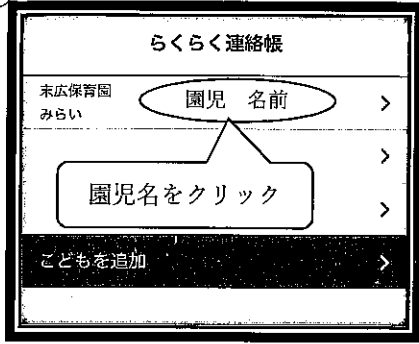 らくらく連絡帳
末広保育園
みらい
園児 名前 >
>
園児名をクリック
>
こどもを追加 >